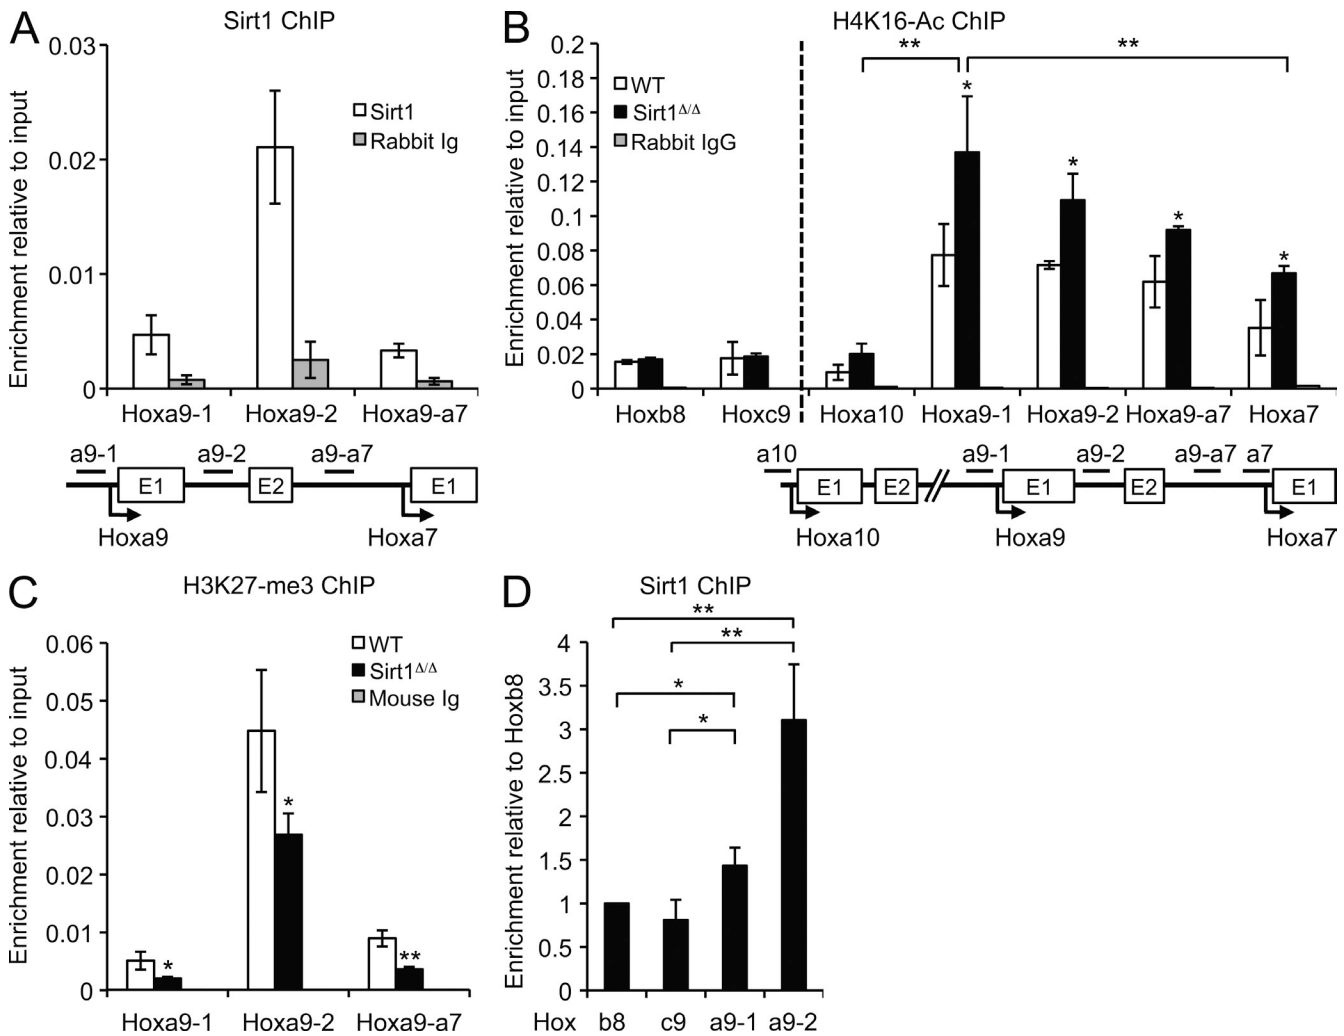 A Sirt1 ChIP
0.03
0.02
0.01
0
Enrichment relative to input
Sirt1
Rabbit Ig
Hoxa9-1 Hoxa9-2 Hoxa9-a7
a9-1 a9-2 a9-a7
E1 E2 E1
Hoxa9 Hoxa7
B H4K16-Ac ChIP
0.2
0.18
0.16
0.14
0.12
0.1
0.08
0.06
0.04
0.02
0
Enrichment relative to input
WT
Sirt1Δ/Δ
Rabbit IgG
** **
* * * *
Hoxb8 Hoxc9 Hoxa10 Hoxa9-1 Hoxa9-2 Hoxa9-a7 Hoxa7
a10 a9-1 a9-2 a9-a7 a7
E1 E2 E1 E2 E1
Hoxa10 Hoxa9 Hoxa7
C H3K27-me3 ChIP
0.06
0.05
0.04
0.03
0.02
0.01
0
Enrichment relative to input
WT
Sirt1Δ/Δ
Mouse Ig
* * **
Hoxa9-1 Hoxa9-2 Hoxa9-a7
D Sirt1 ChIP
**
**
*
*
4
3.5
3
2.5
2
1.5
1
0.5
0
Enrichment relative to Hoxb8
Hox b8 c9 a9-1 a9-2